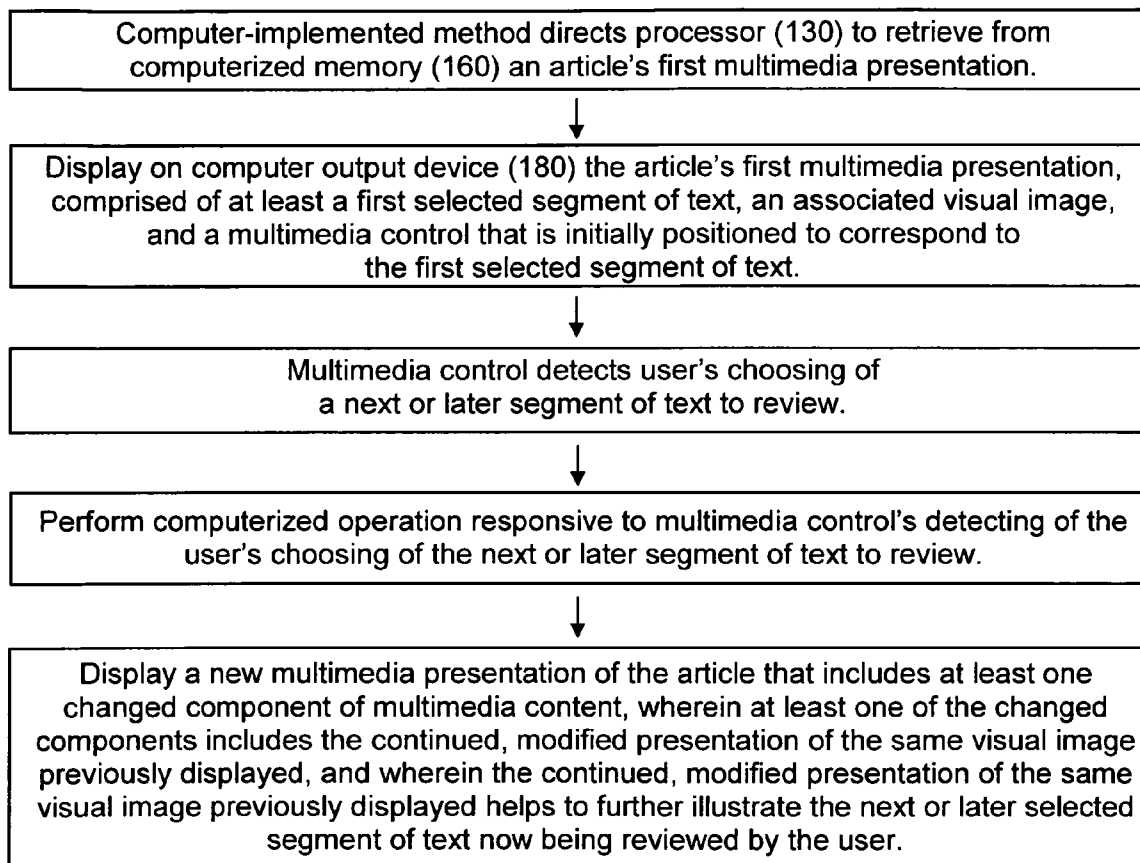 Computer-implemented method directs processor (130) to retrieve from
computerized memory (160) an article's first multimedia presentation.
Display on computer output device (180) the article's first multimedia presentation,
comprised of at least a first selected segment of text, an associated visual image,
and a multimedia control that is initially positioned to correspond to
the first selected segment of text.
Multimedia control detects user's choosing of
a next or later segment of text to review.
Perform computerized operation responsive to multimedia control's detecting of the
user's choosing of the next or later segment of text to review.
Display a new multimedia presentation of the article that includes at least one
changed component of multimedia content, wherein at least one of the changed
components includes the continued, modified presentation of the same visual image
previously displayed, and wherein the continued, modified presentation of the same
visual image previously displayed helps to further illustrate the next or later selected
segment of text now being reviewed by the user.